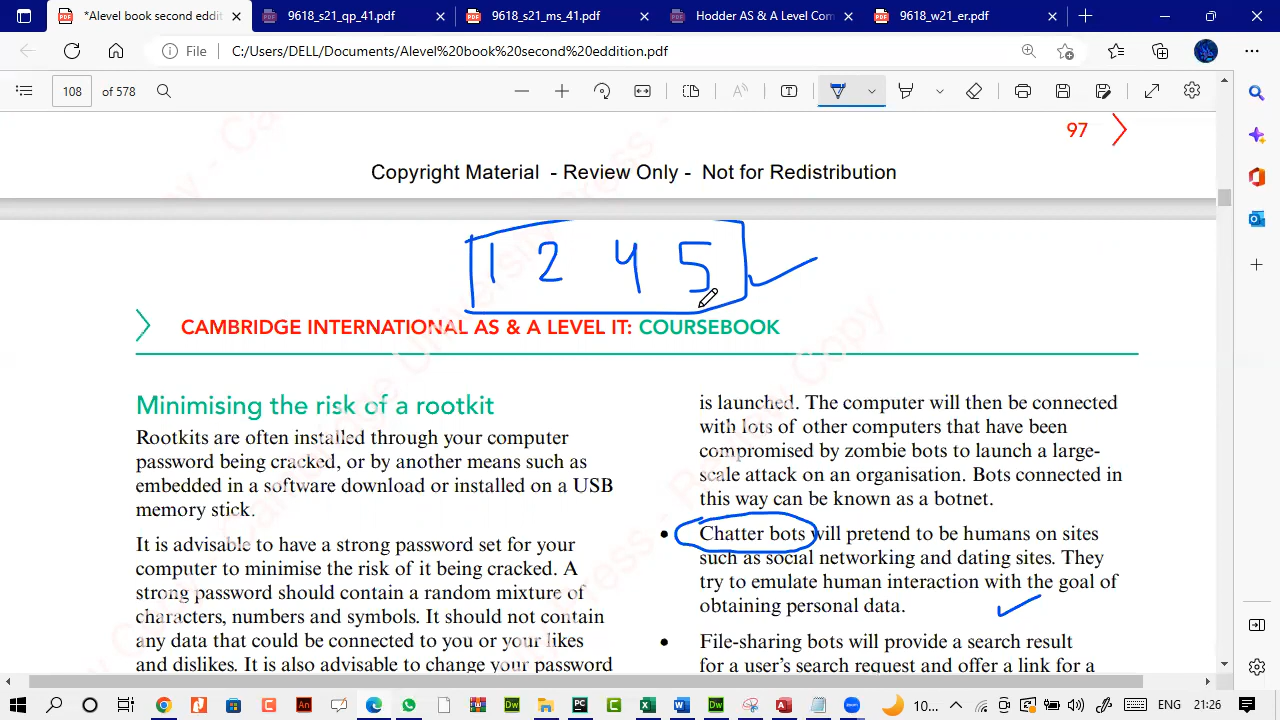 *Alevel book second eddit
9618_s21_qp_41.pdf
9618_s21_ms_41.pdf
Hodder AS & A Level Com
9618_w21_er.pdf
File
C:/Users/DELL/Documents/Alevel%20book%20second%20eddition.pdf
108 of 578
97
Copyright Material - Review Only - Not for Redistribution
1 2 4 5
CAMBRIDGE INTERNATIONAL AS & A LEVEL IT: COURSEBOOK
Minimising the risk of a rootkit
Rootkits are often installed through your computer
password being cracked, or by another means such as
embedded in a software download or installed on a USB
memory stick.
It is advisable to have a strong password set for your
computer to minimise the risk of it being cracked. A
strong password should contain a random mixture of
characters, numbers and symbols. It should not contain
any data that could be connected to you or your likes
and dislikes. It is also advisable to change your password
is launched. The computer will then be connected
with lots of other computers that have been
compromised by zombie bots to launch a large-
scale attack on an organisation. Bots connected in
this way can be known as a botnet.
• Chatter bots will pretend to be humans on sites
such as social networking and dating sites. They
try to emulate human interaction with the goal of
obtaining personal data.
• File-sharing bots will provide a search result
for a user's search request and offer a link for a
10...
ENG
21:26